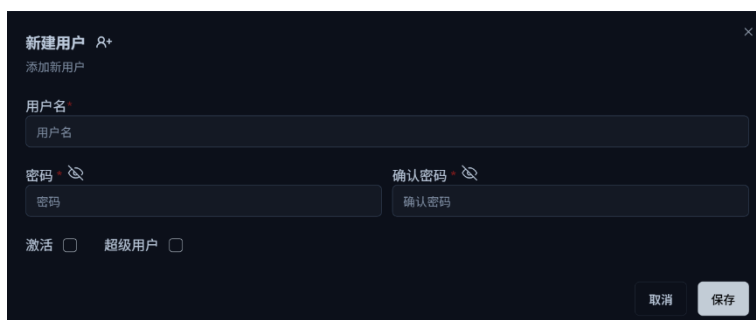 新建用户
添加新用户
用户名*
用户名
密码 * 确认密码 *
密码 确认密码
激活 超级用户
取消 保存